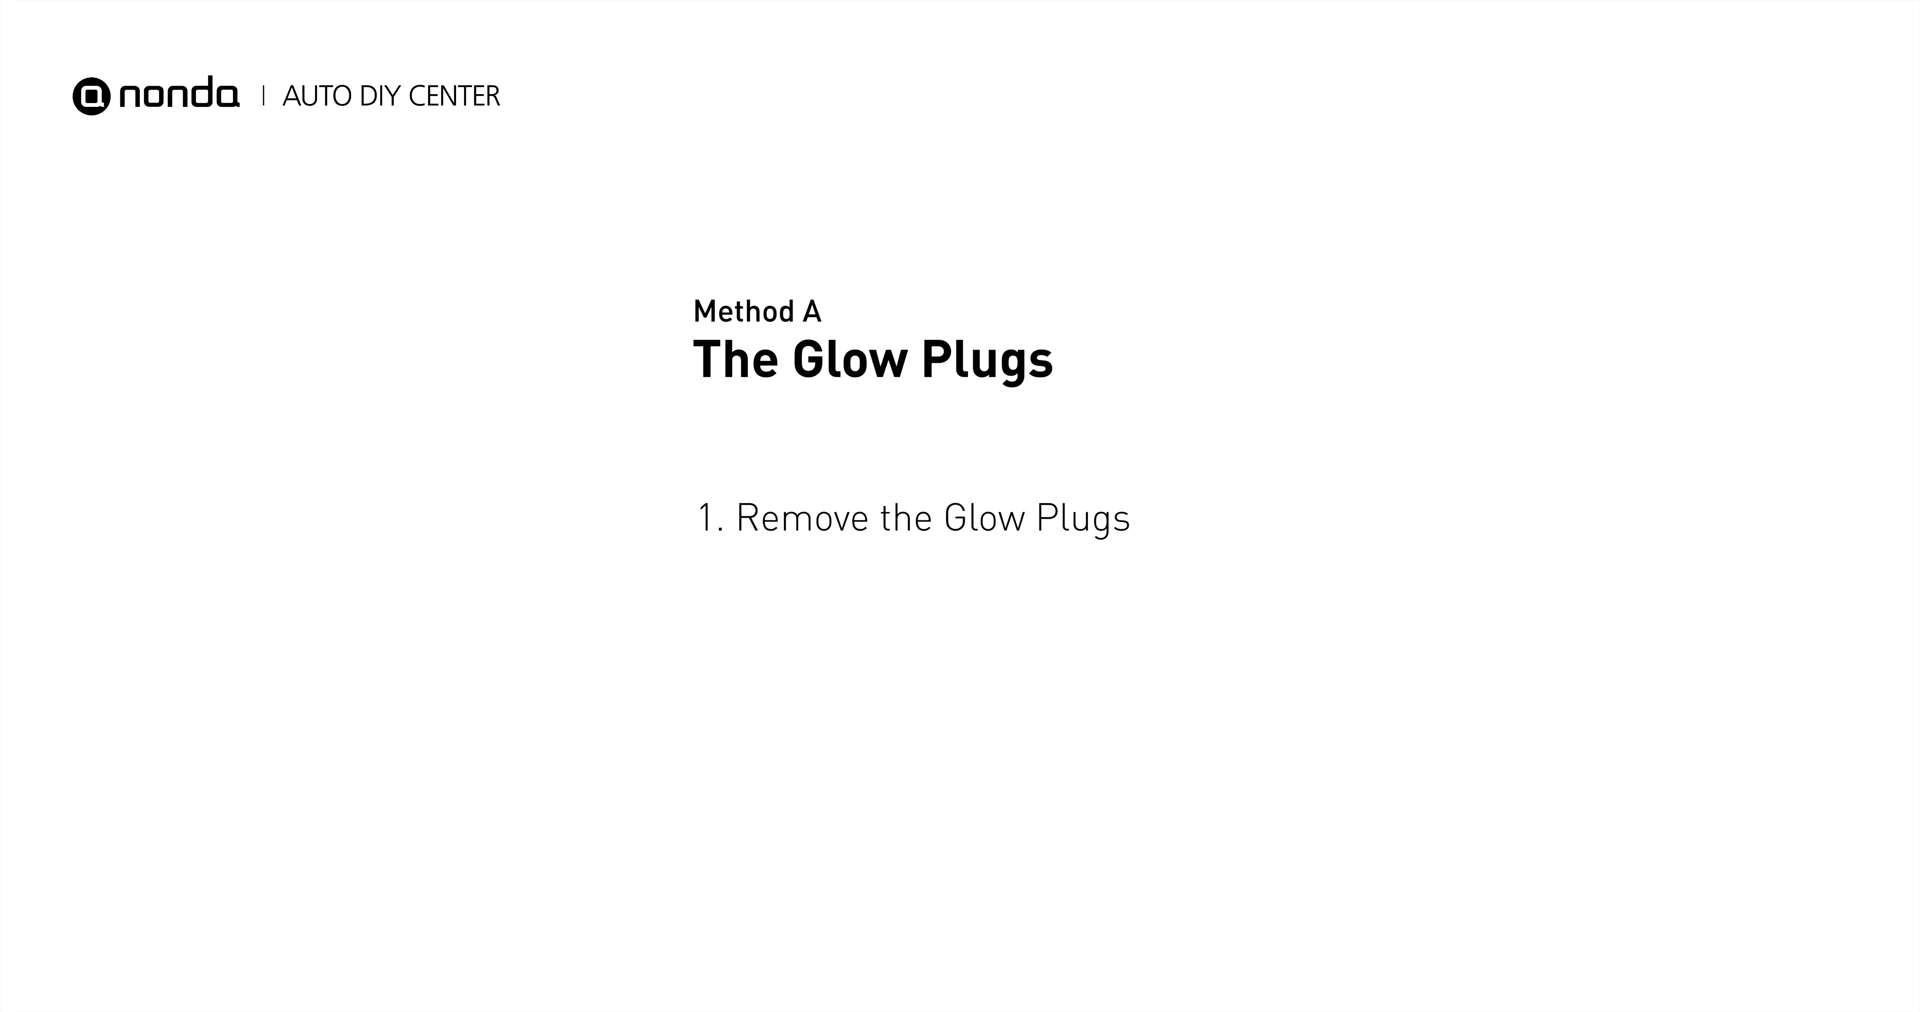 nonda | AUTO DIY CENTER
Method A
The Glow Plugs
1. Remove the Glow Plugs